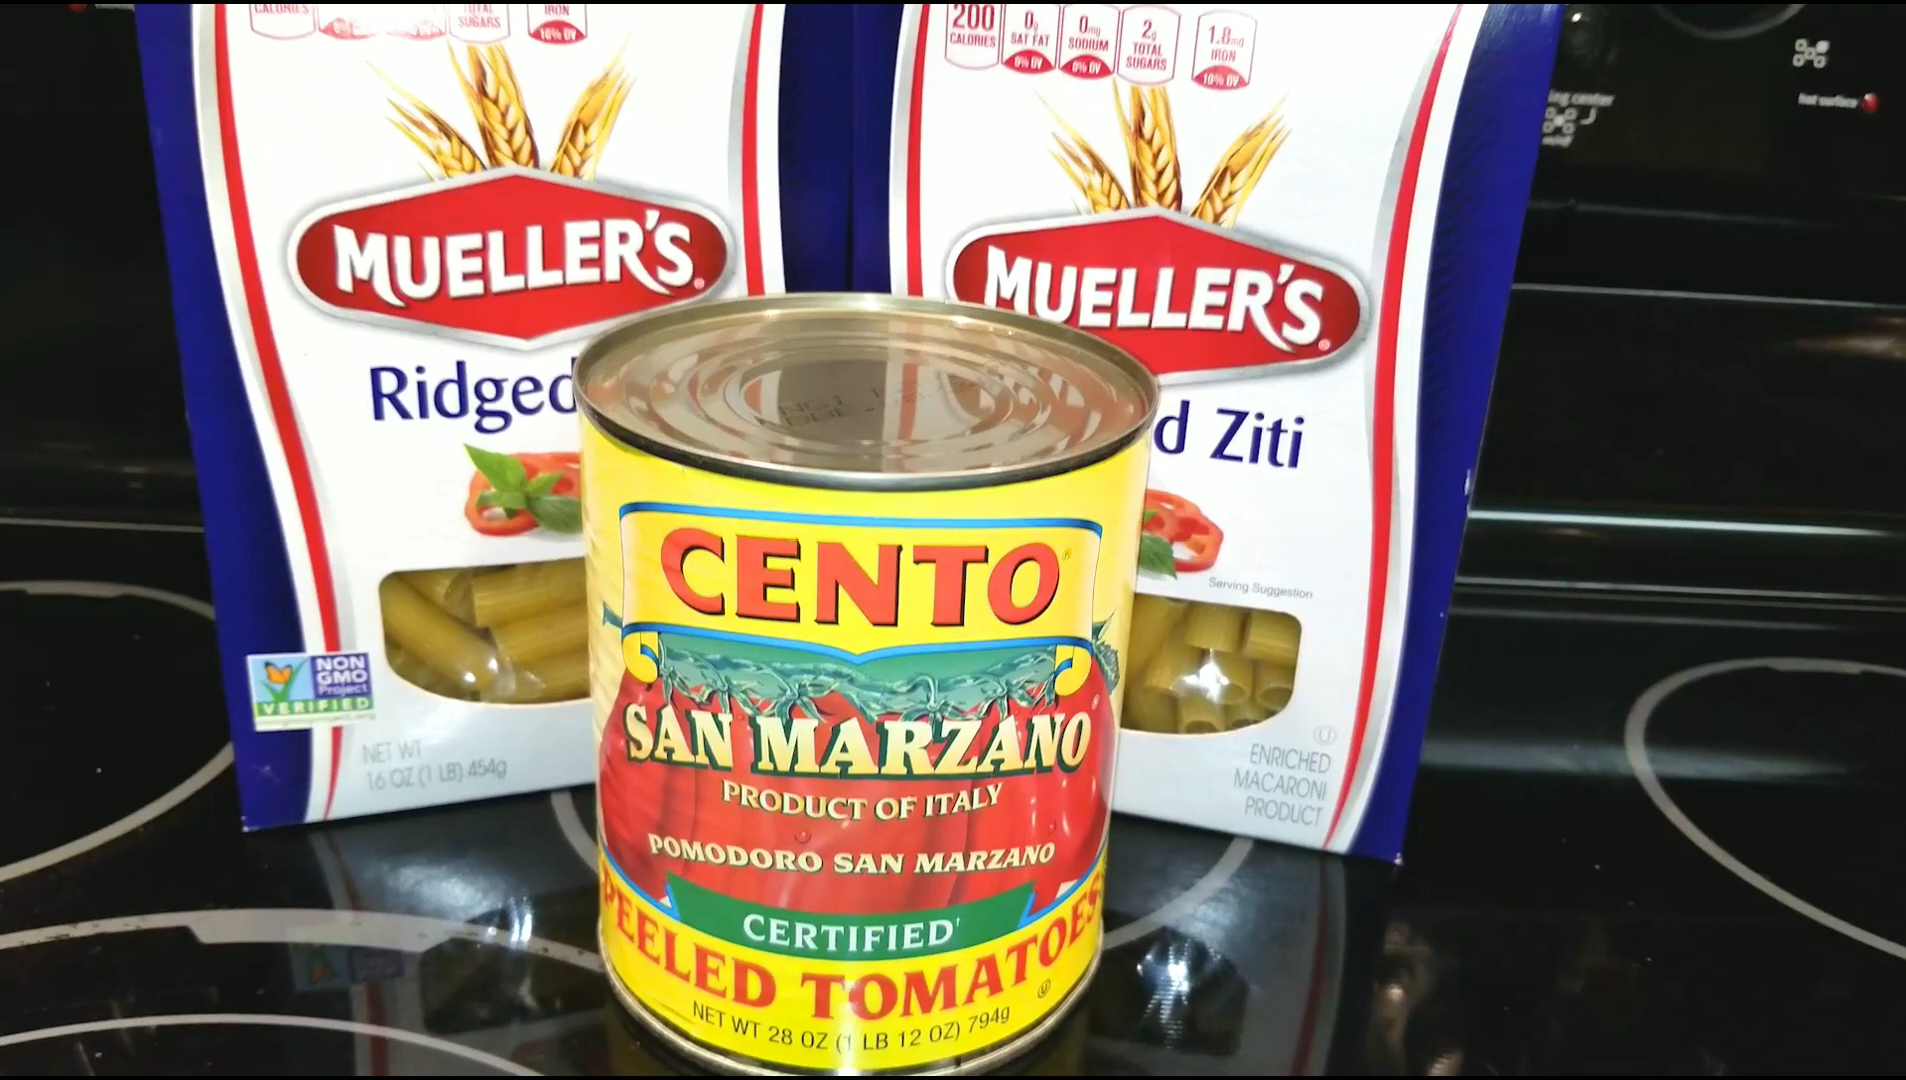 CALORIES
TOTAL
SUGARS
IRON
10% DV
MUELLER'S®
Ridged
NON
GMO
Project
VERIFIED
NET WT
16 OZ (1 LB) 454g
200
CALORIES
0g
SAT FAT
0% DV
0mg
SODIUM
0% DV
2g
TOTAL
SUGARS
1.8mg
IRON
10% DV
MUELLER'S®
d Ziti
Serving Suggestion
U
ENRICHED
MACARONI
PRODUCT
CENTO®
SAN MARZANO®
PRODUCT OF ITALY
POMODORO SAN MARZANO
CERTIFIED†
PEELED TOMATOES
U
NET WT 28 OZ (1 LB 12 OZ) 794g
hot surface